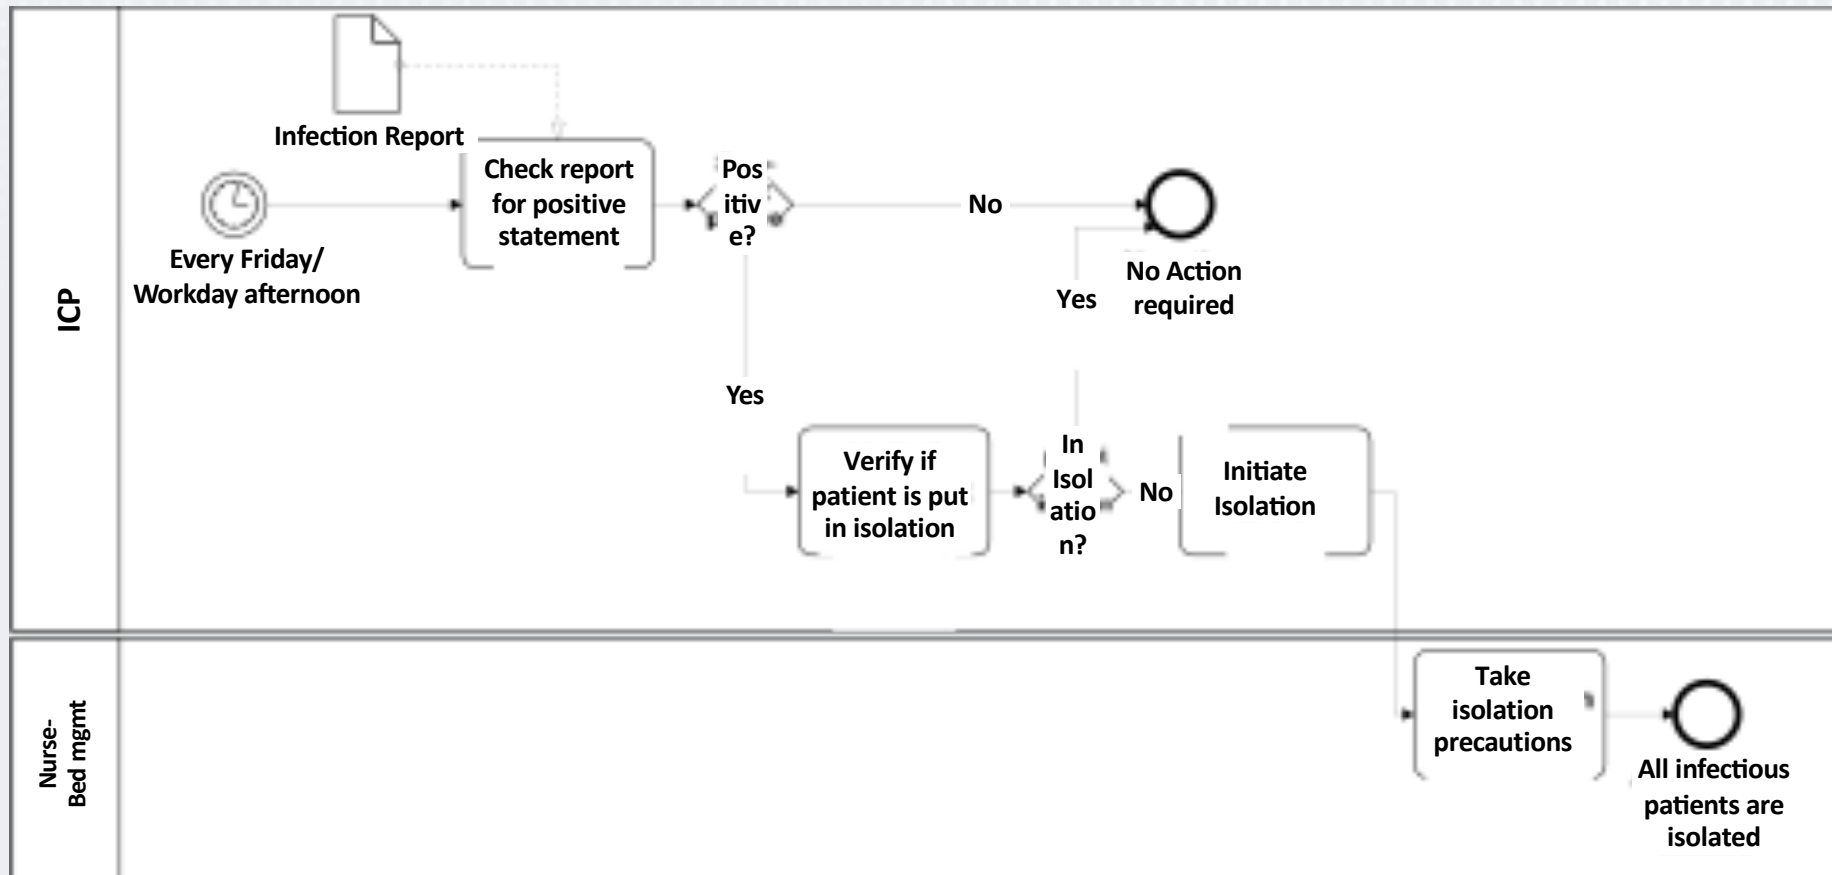 ICP
Infection Report
Every Friday/
Workday afternoon
Check report
for positive
statement
Pos
itiv
e?
No
No Action
required
Yes
Yes
Verify if
patient is put
in isolation
In
Isol
atio
n?
No
Initiate
Isolation
Nurse-
Bed mgmt
Take
isolation
precautions
All infectious
patients are
isolated